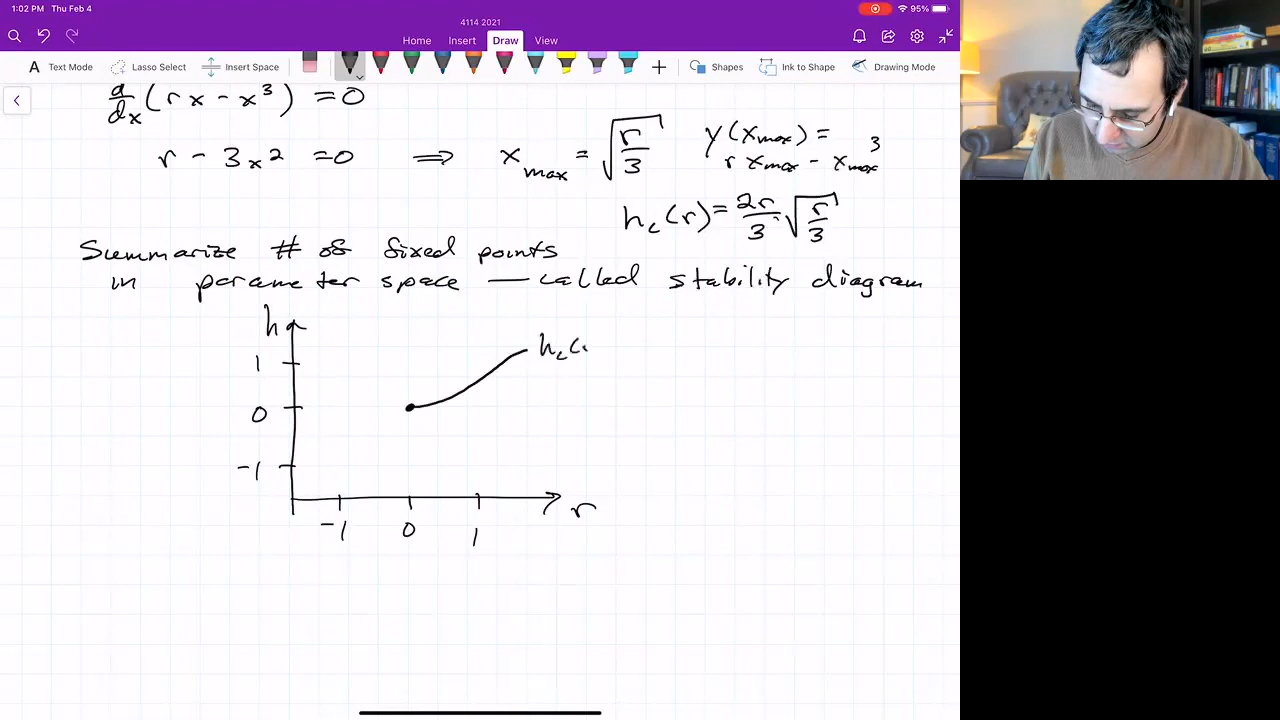 1:02 PM Thu Feb 4
95%
4114 2021
Home Insert Draw View
Text Mode Lasso Select Insert Space Shapes Ink to Shape Drawing Mode
d/dx (rx - x³) = 0
r - 3x² = 0 ⟹ x_max = √(r/3)
y(x_max) =
r x_max - x_max³
h_c(r) = 2r/3 √(r/3)
Summarize # of fixed points
in parameter space — called stability diagram
h
h_c(
1
0
-1
r
-1 0 1